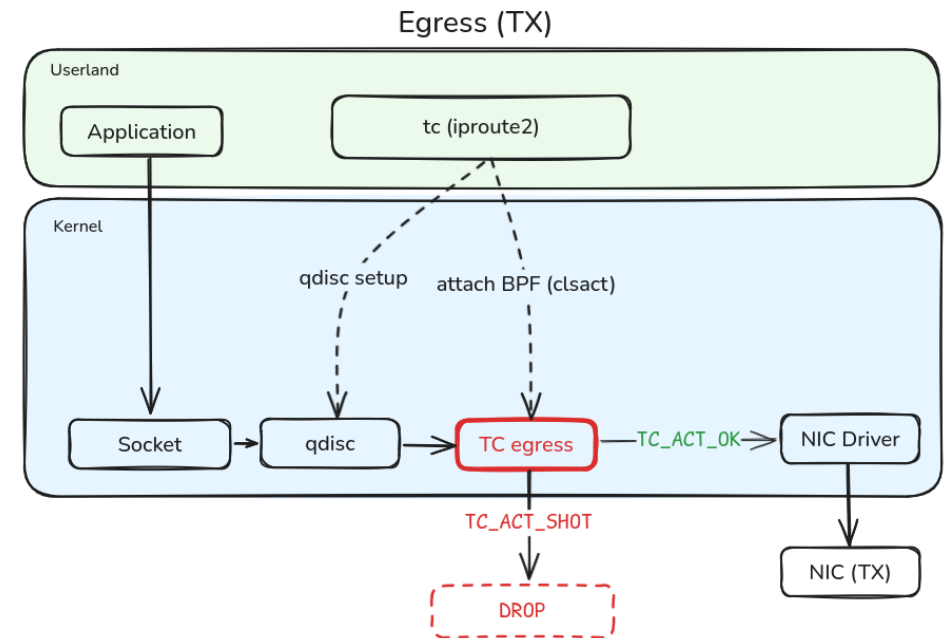 Egress (TX)
Userland
Application
tc (iproute2)
Kernel
qdisc setup
attach BPF (clsact)
Socket
qdisc
TC egress
TC_ACT_OK
NIC Driver
TC_ACT_SHOT
NIC (TX)
DROP